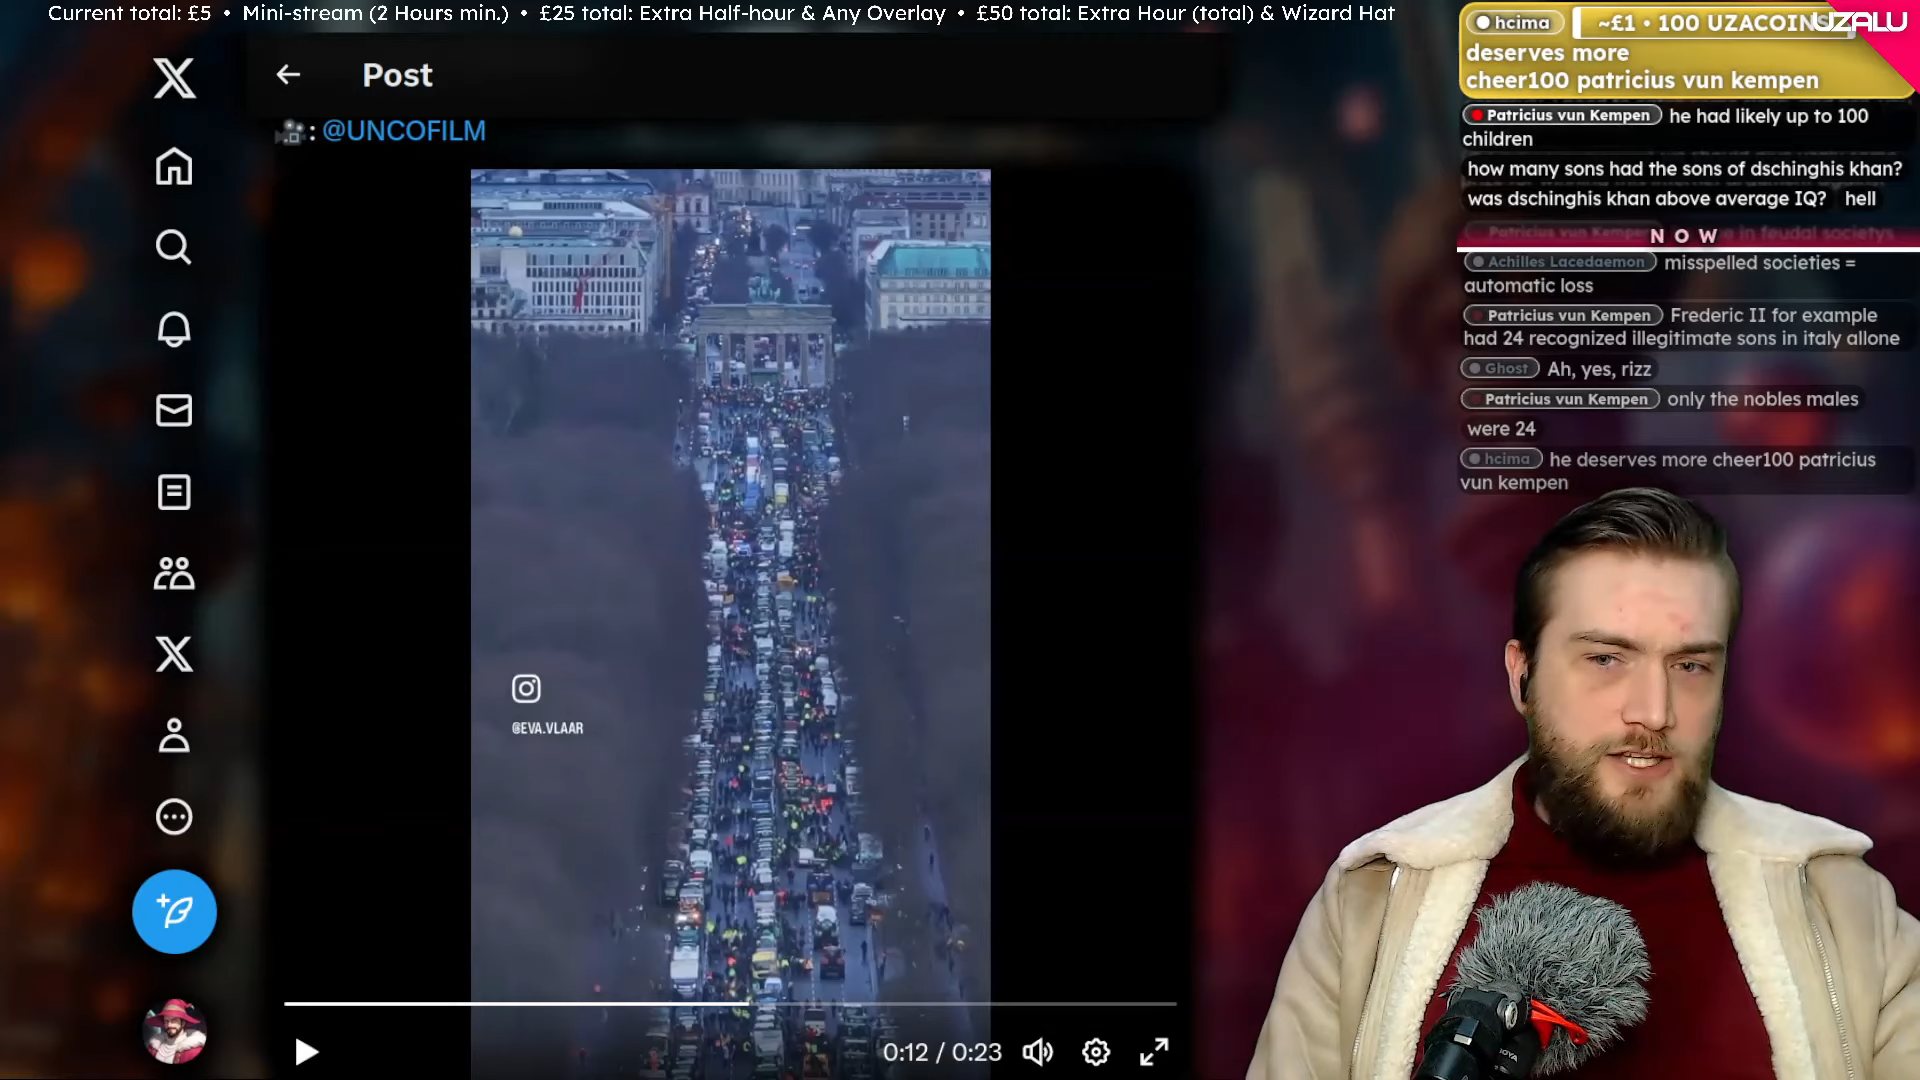 Current total: £5 • Mini-stream (2 Hours min.) • £25 total: Extra Half-hour & Any Overlay • £50 total: Extra Hour (total) & Wizard Hat
UZALU
Post
: @UNCOFILM
@EVA.VLAAR
0:12 / 0:23
hcima ~£1 • 100 UZACOINS
deserves more
cheer100 patricius vun kempen
Patricius vun Kempen he had likely up to 100
children
how many sons had the sons of dschinghis khan?
was dschinghis khan above average IQ? hell
NOW
Achilles Lacedaemon misspelled societies =
automatic loss
Patricius vun Kempen Frederic II for example
had 24 recognized illegitimate sons in italy allone
Ghost Ah, yes, rizz
Patricius vun Kempen only the nobles males
were 24
hcima he deserves more cheer100 patricius
vun kempen